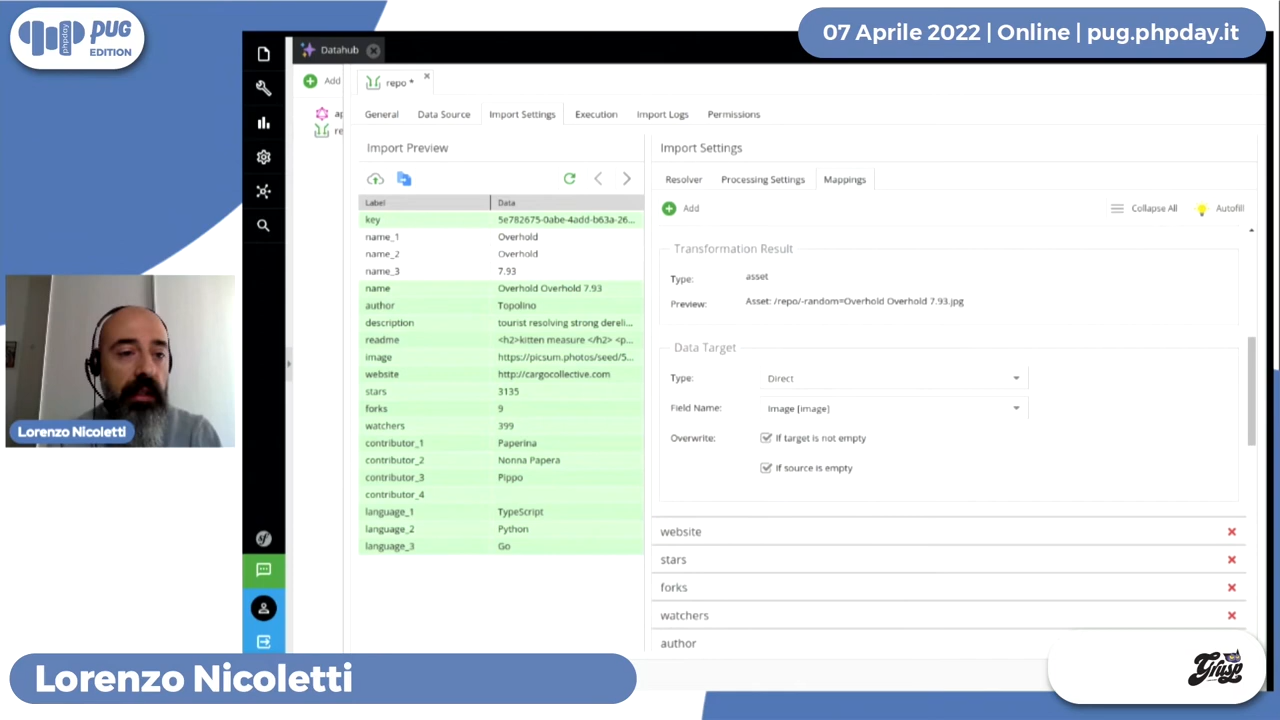 phpday PUG
EDITION
07 Aprile 2022 | Online | pug.phpday.it
Datahub
Add
repo *
ap
re
General Data Source Import Settings Execution Import Logs Permissions
Import Preview
Label Data
key 5e782675-0abe-4add-b63a-26...
name_1 Overhold
name_2 Overhold
name_3 7.93
name Overhold Overhold 7.93
author Topolino
description tourist resolving strong dereli...
readme <h2>kitten measure </h2> <p...
image https://picsum.photos/seed/5...
website http://cargocollective.com
stars 3135
forks 9
watchers 399
contributor_1 Paperina
contributor_2 Nonna Papera
contributor_3 Pippo
contributor_4
language_1 TypeScript
language_2 Python
language_3 Go
Import Settings
Resolver Processing Settings Mappings
Add Collapse All Autofill
Transformation Result
Type: asset
Preview: Asset: /repo/-random=Overhold Overhold 7.93.jpg
Data Target
Type: Direct
Field Name: Image [image]
Overwrite: If target is not empty
If source is empty
website
stars
forks
watchers
author
Lorenzo Nicoletti
Lorenzo Nicoletti
Grusp